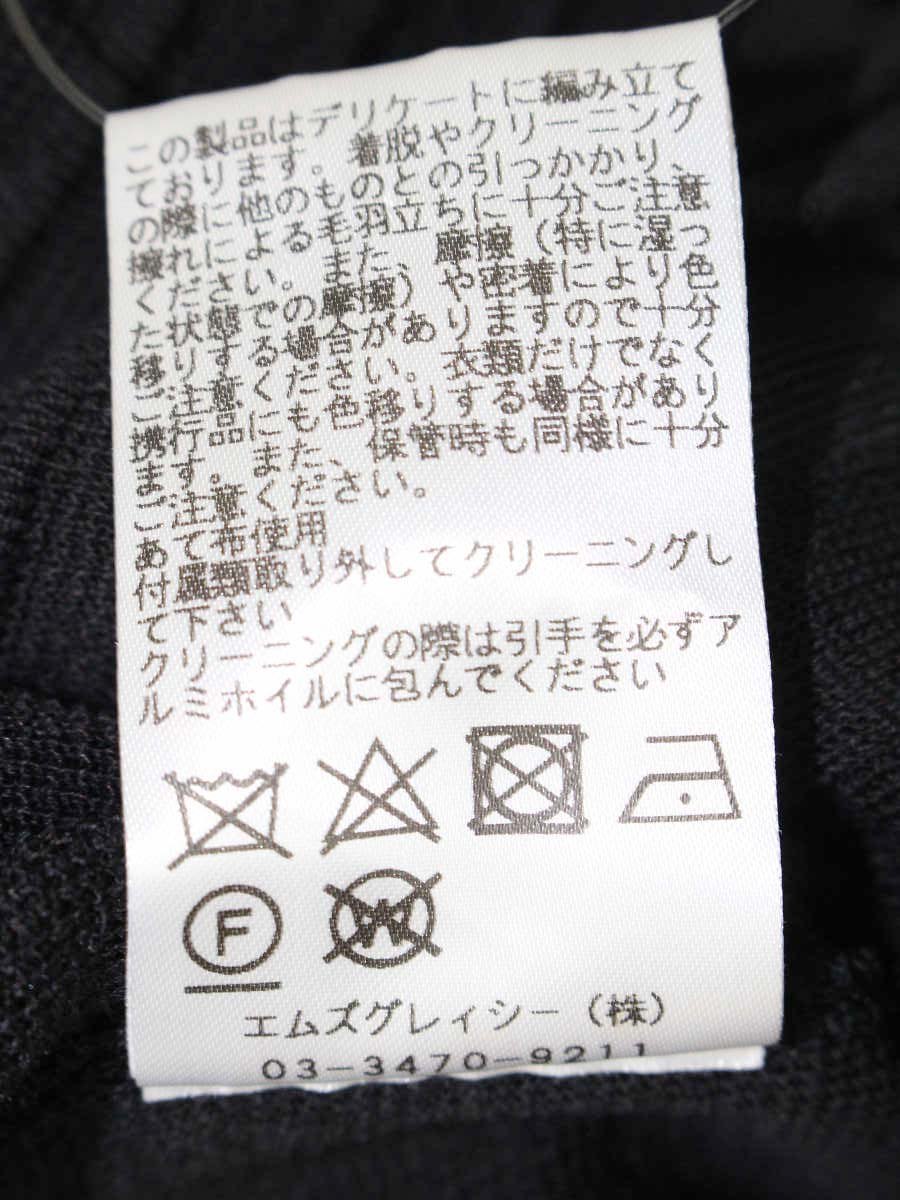 この製品はデリケートに編み立て
ております。着脱やクリーニング
の際には他のものとの引っかかり、
擦れによる毛羽立ちに十分ご注意
ください。また、摩擦（特に湿っ
た状態での摩擦）や密着により色
移りする場合がありますので十分
ご注意ください。衣類だけでなく
携行品にも色移りする場合があり
ます。また、保管時も同様に十分
ご注意ください。
あて布使用
付属類取り外してクリーニングし
て下さい
クリーニングの際は引手を必ずア
ルミホイルに包んでください
F W
エムズグレィシー（株）
03-3470-9211